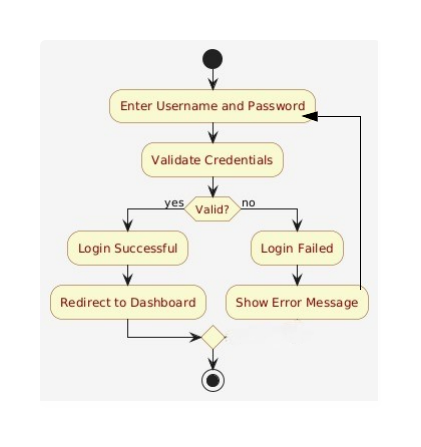 Enter Username and Password
Validate Credentials
yes
Valid?
no
Login Successful
Login Failed
Redirect to Dashboard
Show Error Message